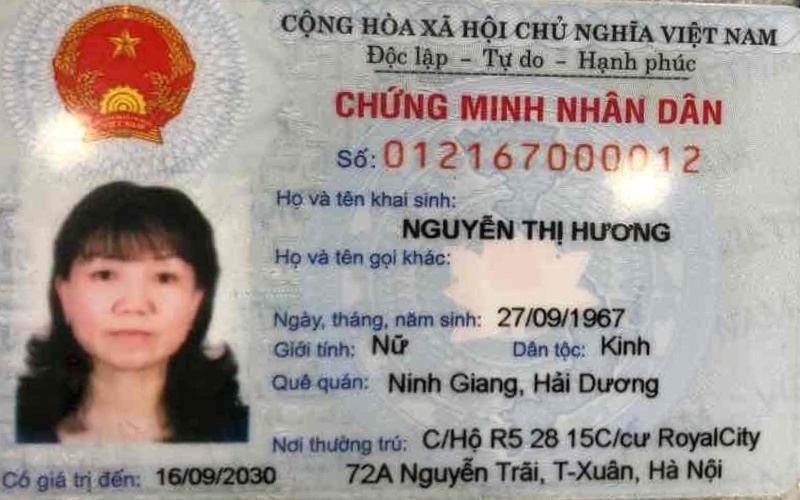 CỘNG HÒA XÃ HỘI CHỦ NGHĨA VIỆT NAM
Độc lập - Tự do - Hạnh phúc
CHỨNG MINH NHÂN DÂN
Số: 012167000012
Họ và tên khai sinh:
NGUYỄN THỊ HƯƠNG
Họ và tên gọi khác:
Ngày, tháng, năm sinh: 27/09/1967
Giới tính: Nữ Dân tộc: Kinh
Quê quán: Ninh Giang, Hải Dương
Nơi thường trú: C/Hộ R5 28 15C/cư RoyalCity
72A Nguyễn Trãi, T-Xuân, Hà Nội
Có giá trị đến: 16/09/2030